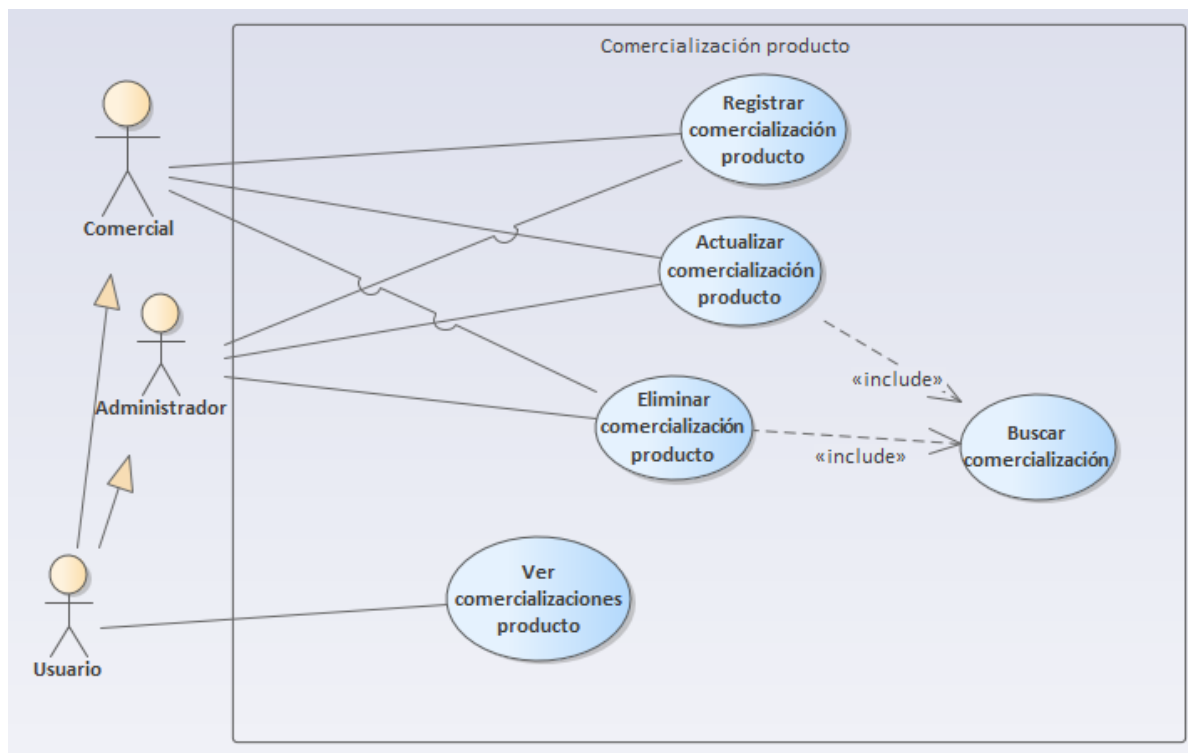 Comercialización producto
Registrar
comercialización
producto
Comercial
Actualizar
comercialización
producto
Administrador
«include»
Eliminar
comercialización
producto
Buscar
comercialización
«include»
Ver
comercializaciones
producto
Usuario